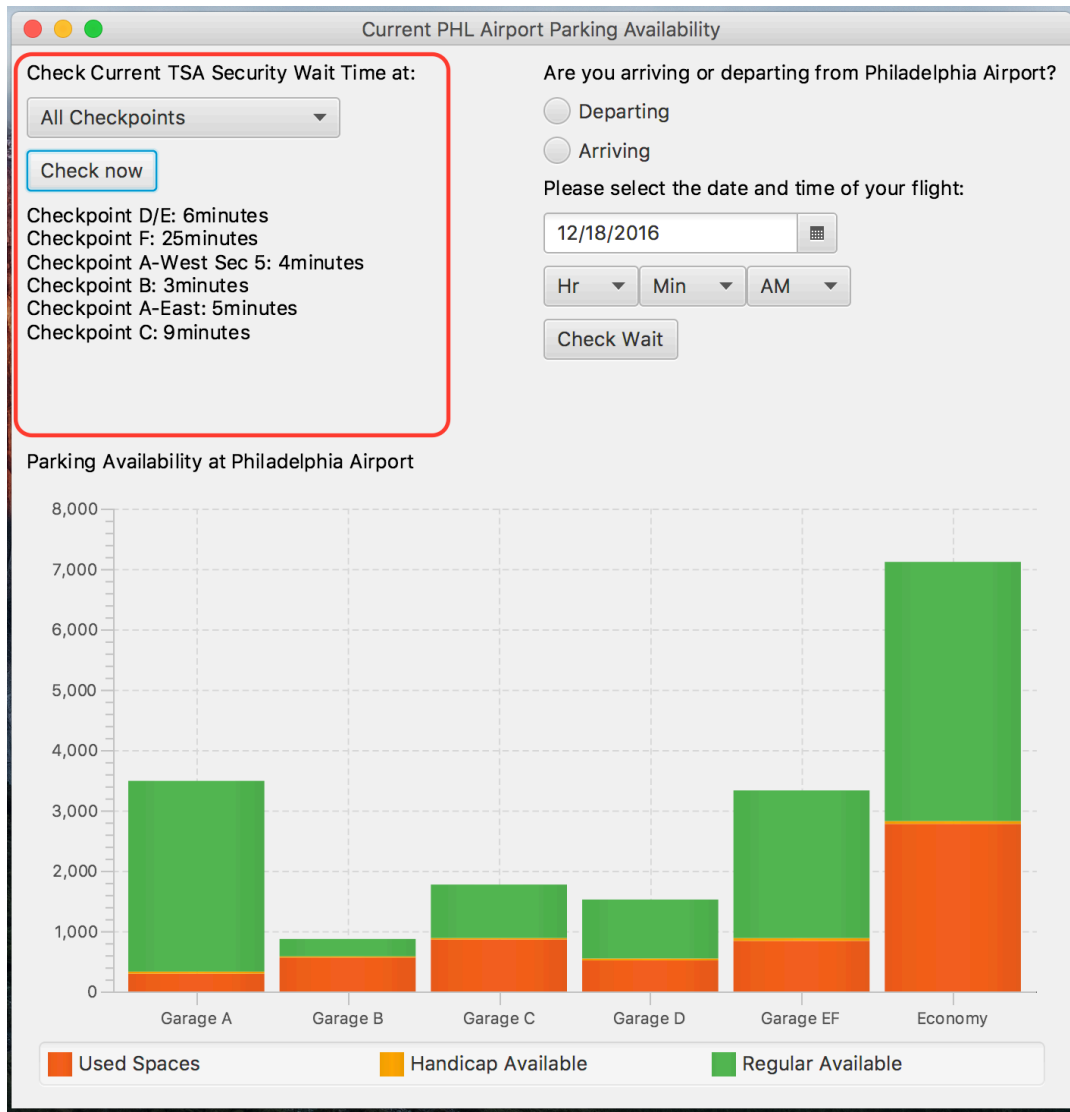 Current PHL Airport Parking Availability
Check Current TSA Security Wait Time at:
All Checkpoints
Check now
Checkpoint D/E: 6minutes
Checkpoint F: 25minutes
Checkpoint A-West Sec 5: 4minutes
Checkpoint B: 3minutes
Checkpoint A-East: 5minutes
Checkpoint C: 9minutes
Are you arriving or departing from Philadelphia Airport?
Departing
Arriving
Please select the date and time of your flight:
12/18/2016
Hr Min AM
Check Wait
Parking Availability at Philadelphia Airport
8,000
7,000
6,000
5,000
4,000
3,000
2,000
1,000
0
Garage A Garage B Garage C Garage D Garage EF Economy
Used Spaces Handicap Available Regular Available